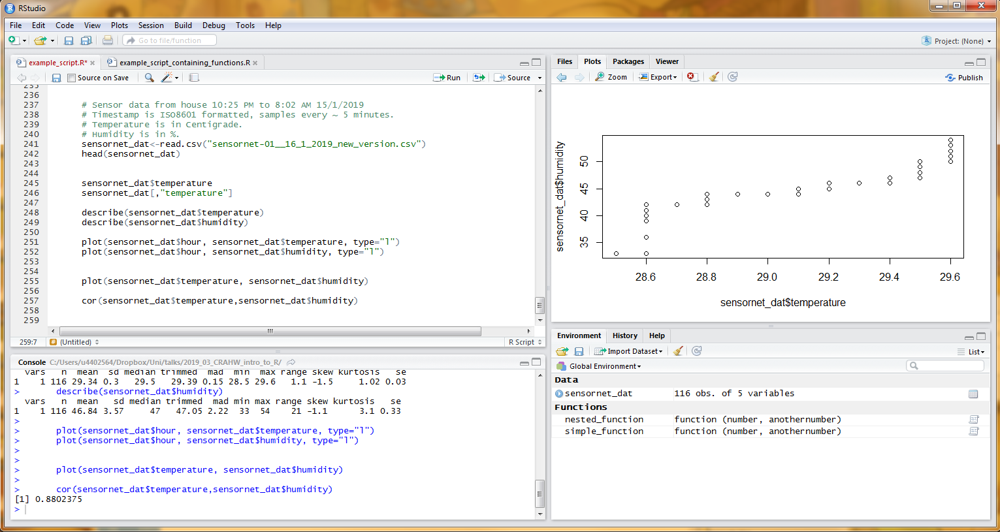 RStudio
File Edit Code View Plots Session Build Debug Tools Help
Go to file/function
Project: (None)
example_script.R* example_script_containing_functions.R
Source on Save Run Source
235
236
237 # Sensor data from house 10:25 PM to 8:02 AM 15/1/2019
238 # Timestamp is ISO8601 formatted, samples every ~ 5 minutes.
239 # Temperature is in Centigrade.
240 # Humidity is in %.
241 sensornet_dat<-read.csv("sensornet-01__16_1_2019_new_version.csv")
242 head(sensornet_dat)
243
244
245 sensornet_dat$temperature
246 sensornet_dat[,"temperature"]
247
248 describe(sensornet_dat$temperature)
249 describe(sensornet_dat$humidity)
250
251 plot(sensornet_dat$hour, sensornet_dat$temperature, type="l")
252 plot(sensornet_dat$hour, sensornet_dat$humidity, type="l")
253
254
255 plot(sensornet_dat$temperature, sensornet_dat$humidity)
256
257 cor(sensornet_dat$temperature,sensornet_dat$humidity)
258
259
259:7 # (Untitled) R Script
Console C:/Users/u4402564/Dropbox/Uni/talks/2019_03_CRAHW_intro_to_R/
vars n mean sd median trimmed mad min max range skew kurtosis se
1 1 116 29.34 0.3 29.5 29.39 0.15 28.5 29.6 1.1 -1.5 1.02 0.03
> describe(sensornet_dat$humidity)
vars n mean sd median trimmed mad min max range skew kurtosis se
1 1 116 46.84 3.57 47 47.05 2.22 33 54 21 -1.1 3.1 0.33
>
> plot(sensornet_dat$hour, sensornet_dat$temperature, type="l")
> plot(sensornet_dat$hour, sensornet_dat$humidity, type="l")
>
>
> plot(sensornet_dat$temperature, sensornet_dat$humidity)
>
> cor(sensornet_dat$temperature,sensornet_dat$humidity)
[1] 0.8802375
>
Files Plots Packages Viewer
Zoom Export Publish
sensornet_dat$humidity
50
45
40
35
28.6 28.8 29.0 29.2 29.4 29.6
sensornet_dat$temperature
Environment History Help
Import Dataset List
Global Environment
Data
sensornet_dat 116 obs. of 5 variables
Functions
nested_function function (number, anothernumber)
simple_function function (number, anothernumber)